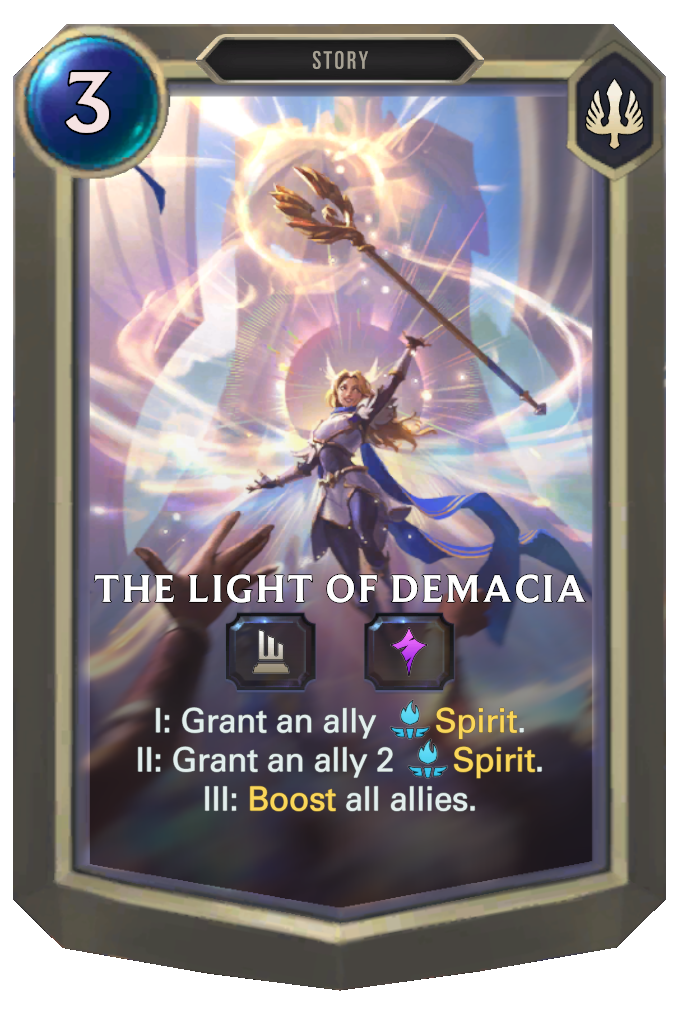 STORY
3
THE LIGHT OF DEMACIA
I: Grant an ally Spirit.
II: Grant an ally 2 Spirit.
III: Boost all allies.